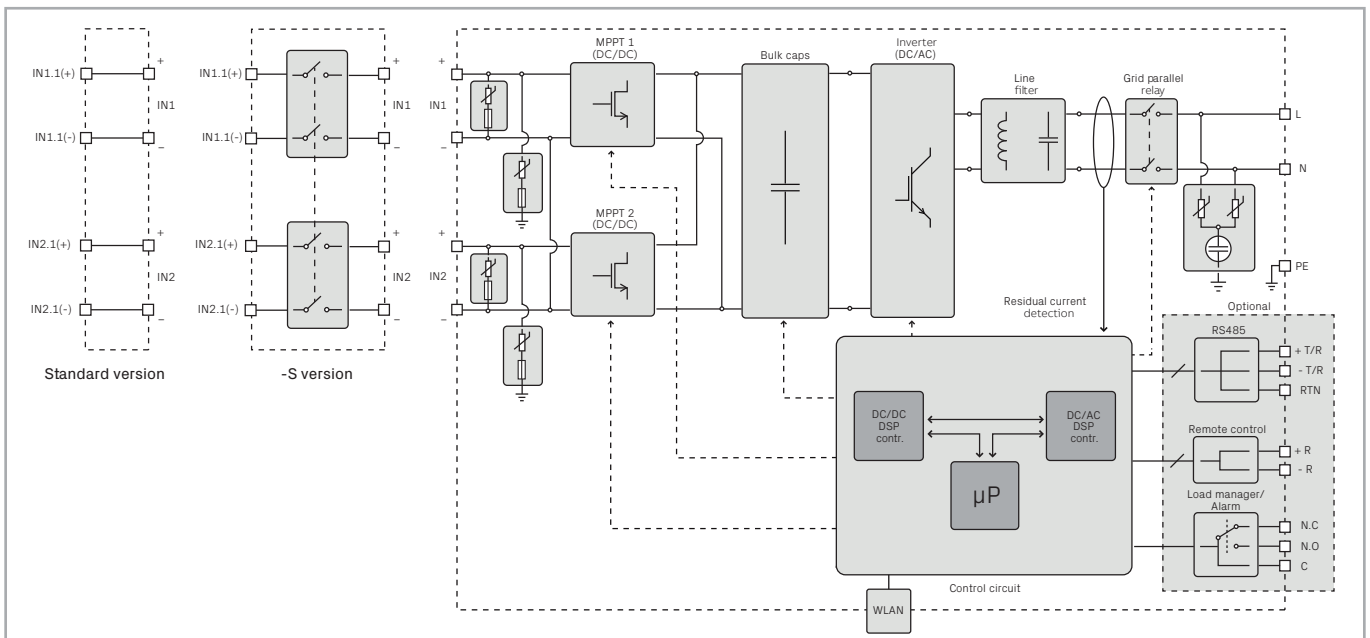 IN1.1(+)
+
IN1
IN1.1(-)
−
IN2.1(+)
+
IN2
IN2.1(-)
−
Standard version
IN1.1(+)
+
IN1
IN1.1(-)
−
IN2.1(+)
+
IN2
IN2.1(-)
−
-S version
+
IN1
−
+
IN2
−
MPPT 1
(DC/DC)
MPPT 2
(DC/DC)
Bulk caps
Inverter
(DC/AC)
Line
filter
Grid parallel
relay
L
N
PE
Residual current
detection
Optional
RS485
+ T/R
- T/R
RTN
Remote control
+ R
- R
Load manager/
Alarm
N.C
N.O
C
DC/DC
DSP
contr.
DC/AC
DSP
contr.
µP
Control circuit
WLAN